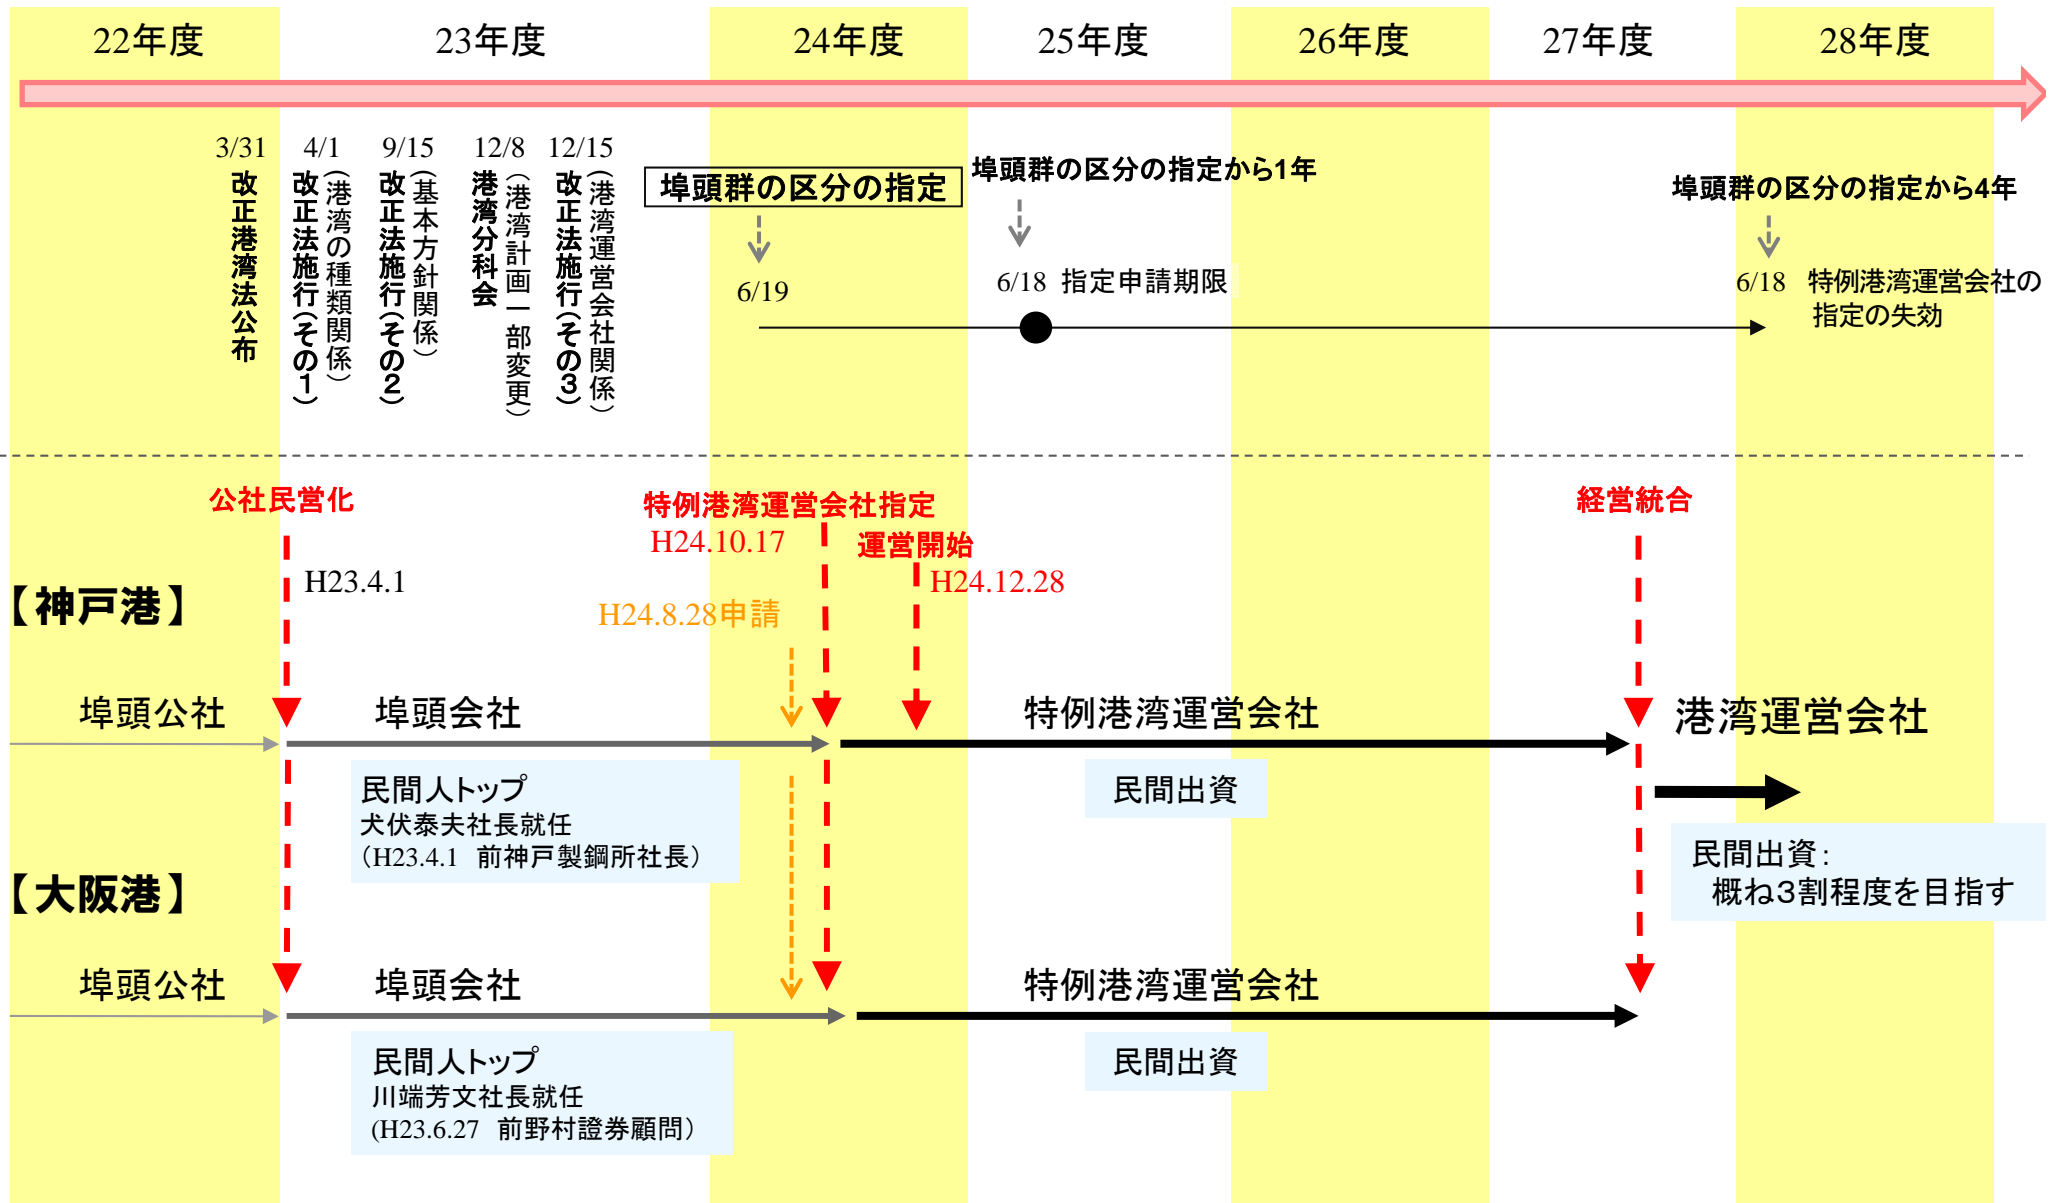 22年度
23年度
24年度
25年度
26年度
27年度
28年度
3/31
改正港湾法公布
4/1
改正法施行(その1)
(港湾の種類関係)
9/15
改正法施行(その2)
(基本方針関係)
12/8
港湾分科会
(港湾計画一部変更)
12/15
改正法施行(その3)
(港湾運営会社関係)
埠頭群の区分の指定
6/19
埠頭群の区分の指定から1年
6/18 指定申請期限
埠頭群の区分の指定から4年
6/18 特例港湾運営会社の
指定の失効
公社民営化
H23.4.1
特例港湾運営会社指定
H24.10.17
運営開始
H24.12.28
H24.8.28申請
経営統合
【神戸港】
埠頭公社
埠頭会社
特例港湾運営会社
港湾運営会社
民間人トップ
犬伏泰夫社長就任
(H23.4.1 前神戸製鋼所社長)
民間出資
民間出資:
概ね3割程度を目指す
【大阪港】
埠頭公社
埠頭会社
特例港湾運営会社
民間人トップ
川端芳文社長就任
(H23.6.27 前野村證券顧問)
民間出資